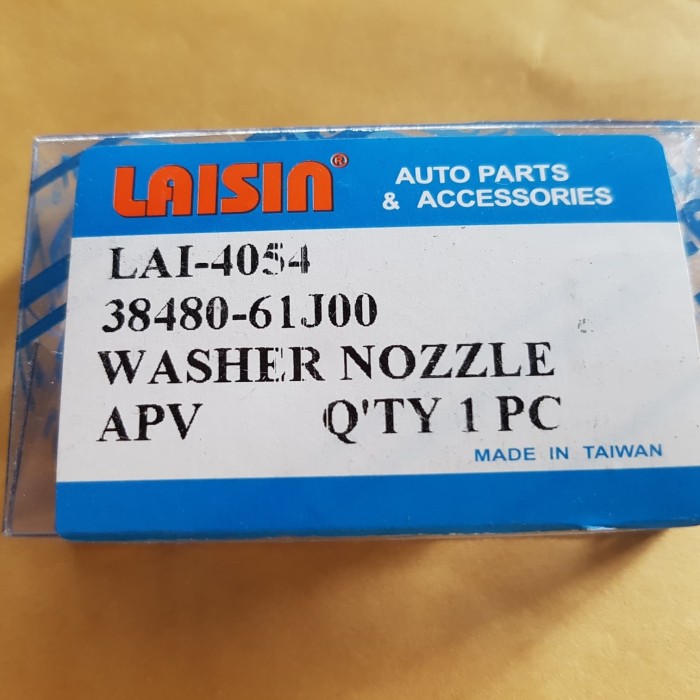 LAISIN® AUTO PARTS
& ACCESSORIES
LAI-4054
38480-61J00
WASHER NOZZLE
APV Q'TY 1 PC
MADE IN TAIWAN